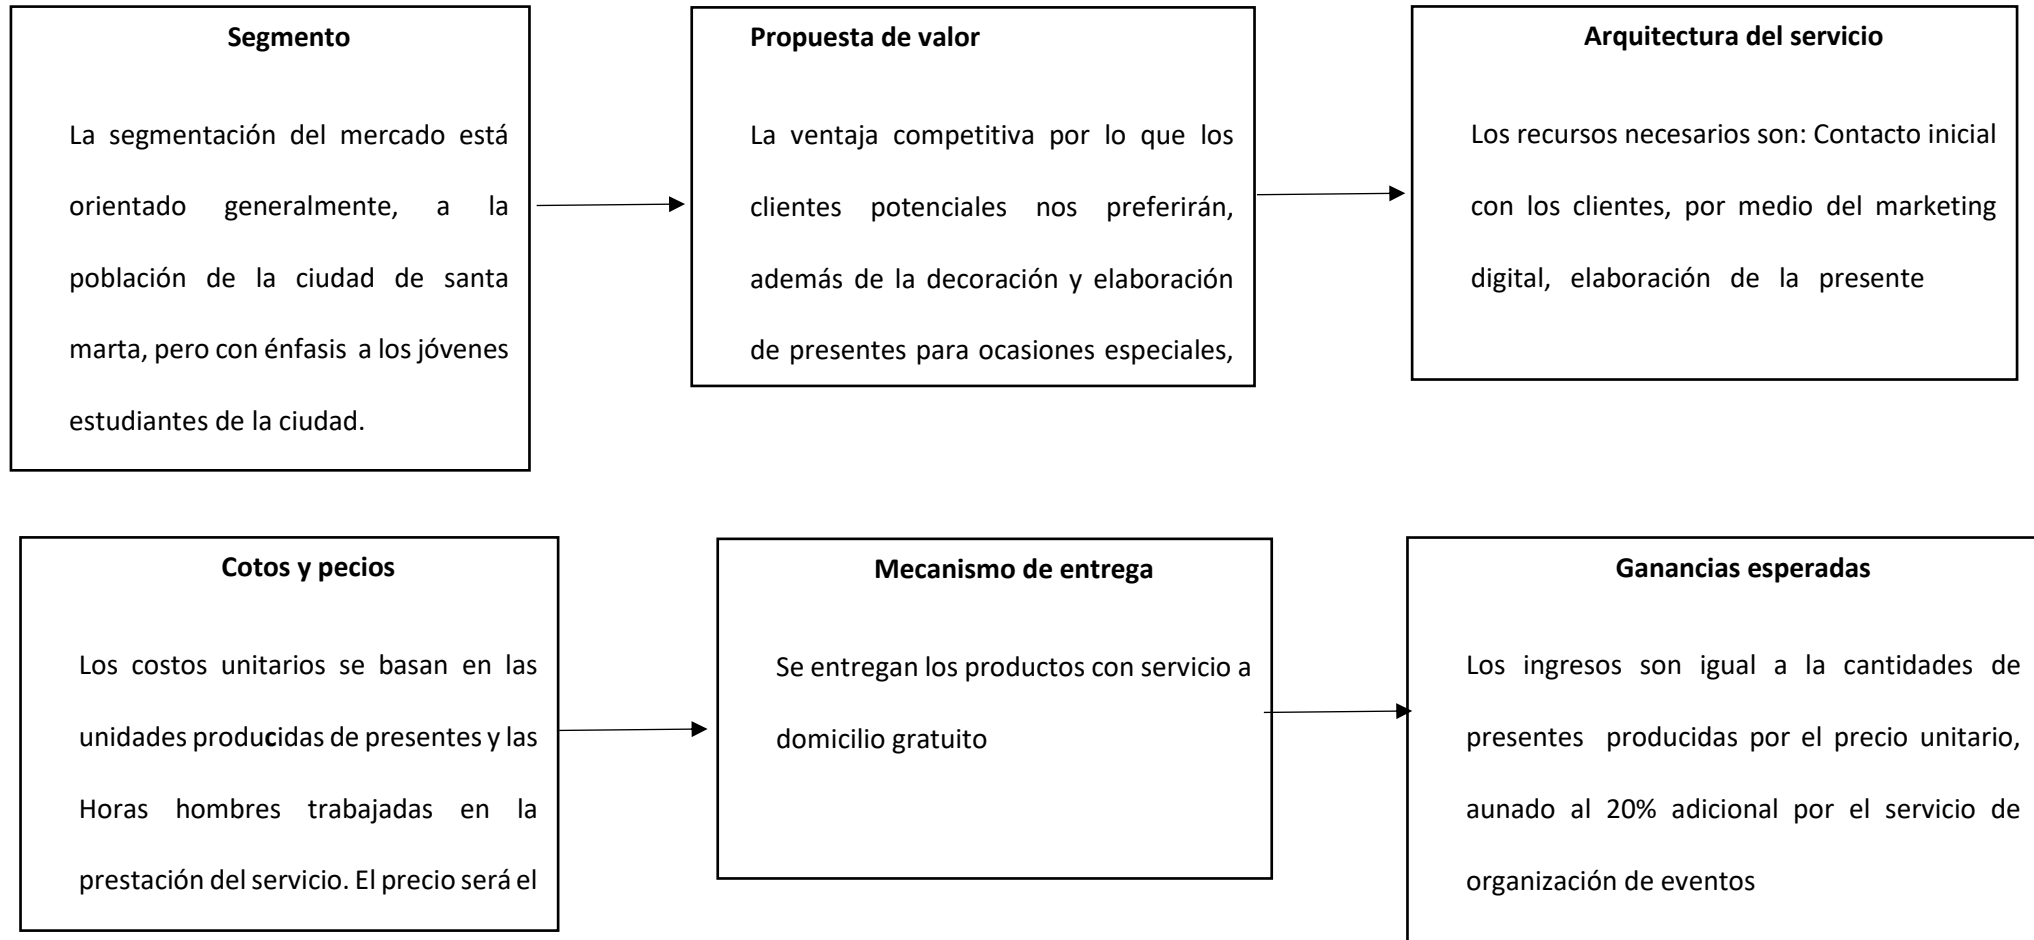 Segmento
La segmentación del mercado está
orientado generalmente, a la
población de la ciudad de santa
marta, pero con énfasis a los jóvenes
estudiantes de la ciudad.
Propuesta de valor
La ventaja competitiva por lo que los
clientes potenciales nos preferirán,
además de la decoración y elaboración
de presentes para ocasiones especiales,
Arquitectura del servicio
Los recursos necesarios son: Contacto inicial
con los clientes, por medio del marketing
digital, elaboración de la presente
Cotos y pecios
Los costos unitarios se basan en las
unidades producidas de presentes y las
Horas hombres trabajadas en la
prestación del servicio. El precio será el
Mecanismo de entrega
Se entregan los productos con servicio a
domicilio gratuito
Ganancias esperadas
Los ingresos son igual a la cantidades de
presentes producidas por el precio unitario,
aunado al 20% adicional por el servicio de
organización de eventos